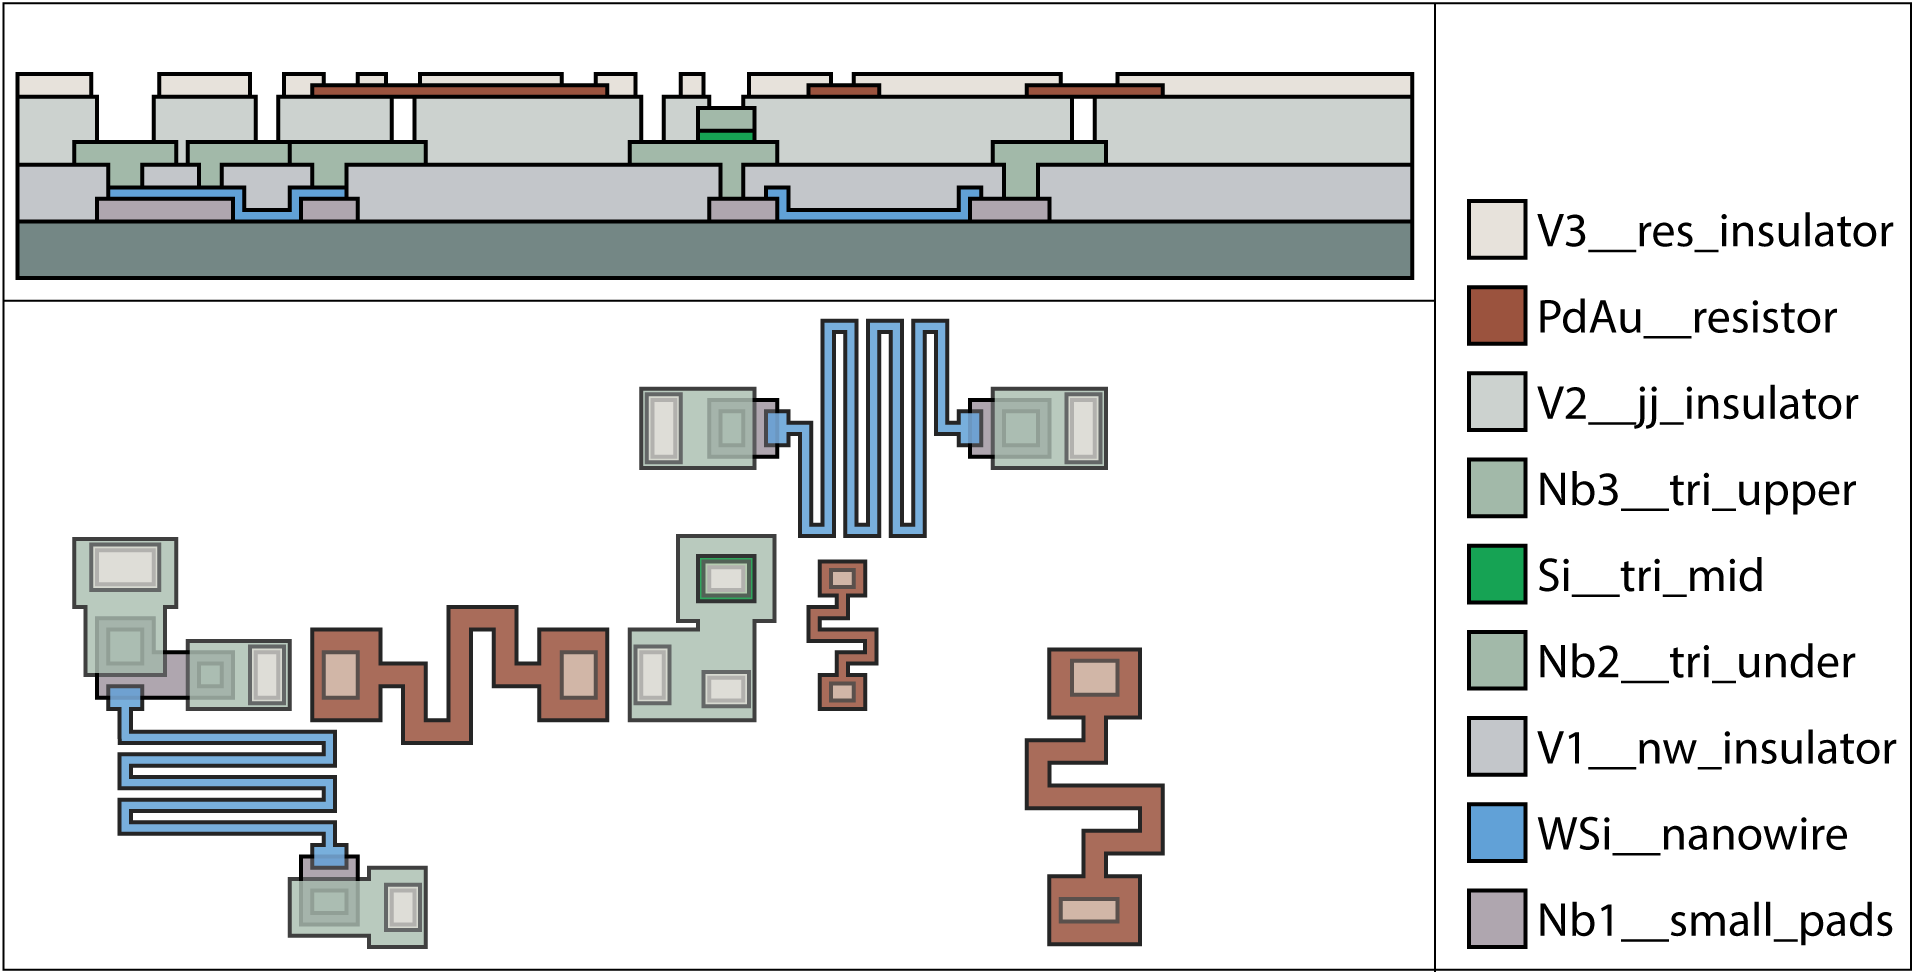 V3__res_insulator
PdAu__resistor
V2__jj_insulator
Nb3__tri_upper
Si__tri_mid
Nb2__tri_under
V1__nw_insulator
WSi__nanowire
Nb1__small_pads